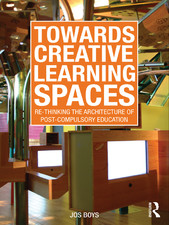 TOWARDS
CREATIVE
LEARNING
SPACES
RE-THINKING THE ARCHITECTURE OF
POST-COMPULSORY EDUCATION
JOS BOYS
R